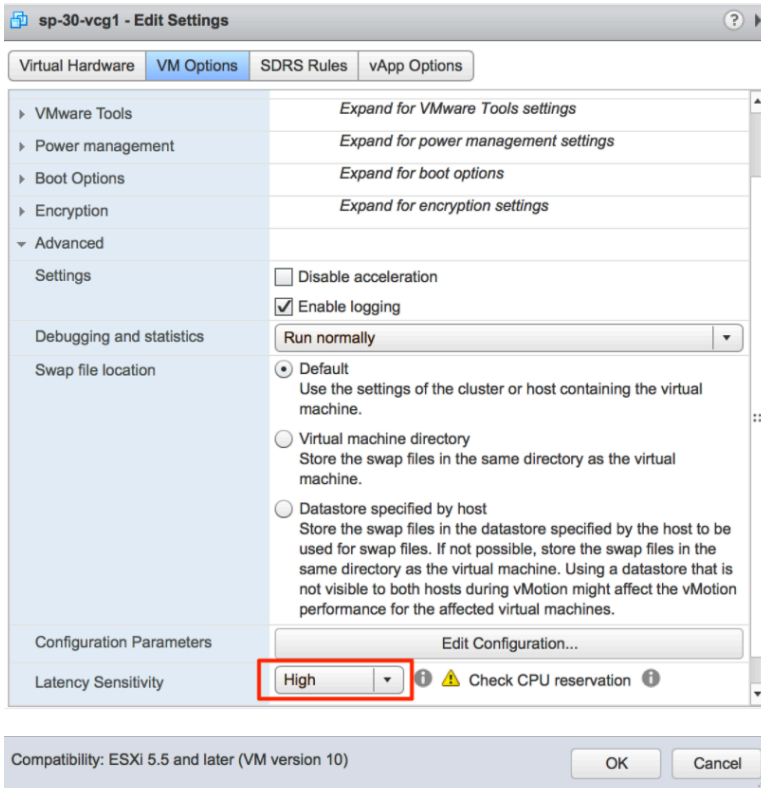 sp-30-vcg1 - Edit Settings
?
Virtual Hardware VM Options SDRS Rules vApp Options
VMware Tools Expand for VMware Tools settings
Power management Expand for power management settings
Boot Options Expand for boot options
Encryption Expand for encryption settings
Advanced
Settings Disable acceleration
Enable logging
Debugging and statistics Run normally
Swap file location Default
Use the settings of the cluster or host containing the virtual
machine.
Virtual machine directory
Store the swap files in the same directory as the virtual
machine.
Datastore specified by host
Store the swap files in the datastore specified by the host to be
used for swap files. If not possible, store the swap files in the
same directory as the virtual machine. Using a datastore that is
not visible to both hosts during vMotion might affect the vMotion
performance for the affected virtual machines.
Configuration Parameters Edit Configuration...
Latency Sensitivity High Check CPU reservation
Compatibility: ESXi 5.5 and later (VM version 10) OK Cancel